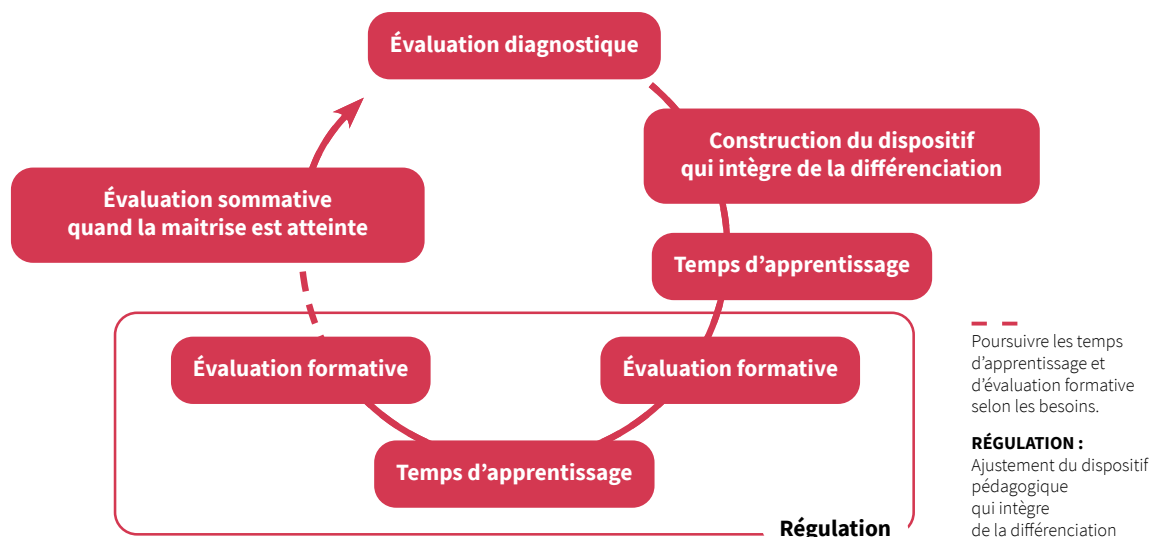 Évaluation diagnostique
Construction du dispositif
qui intègre de la différenciation
Évaluation sommative
quand la maitrise est atteinte
Temps d’apprentissage
Évaluation formative
Évaluation formative
Temps d’apprentissage
Régulation
Poursuivre les temps
d’apprentissage et
d’évaluation formative
selon les besoins.
RÉGULATION :
Ajustement du dispositif
pédagogique
qui intègre
de la différenciation